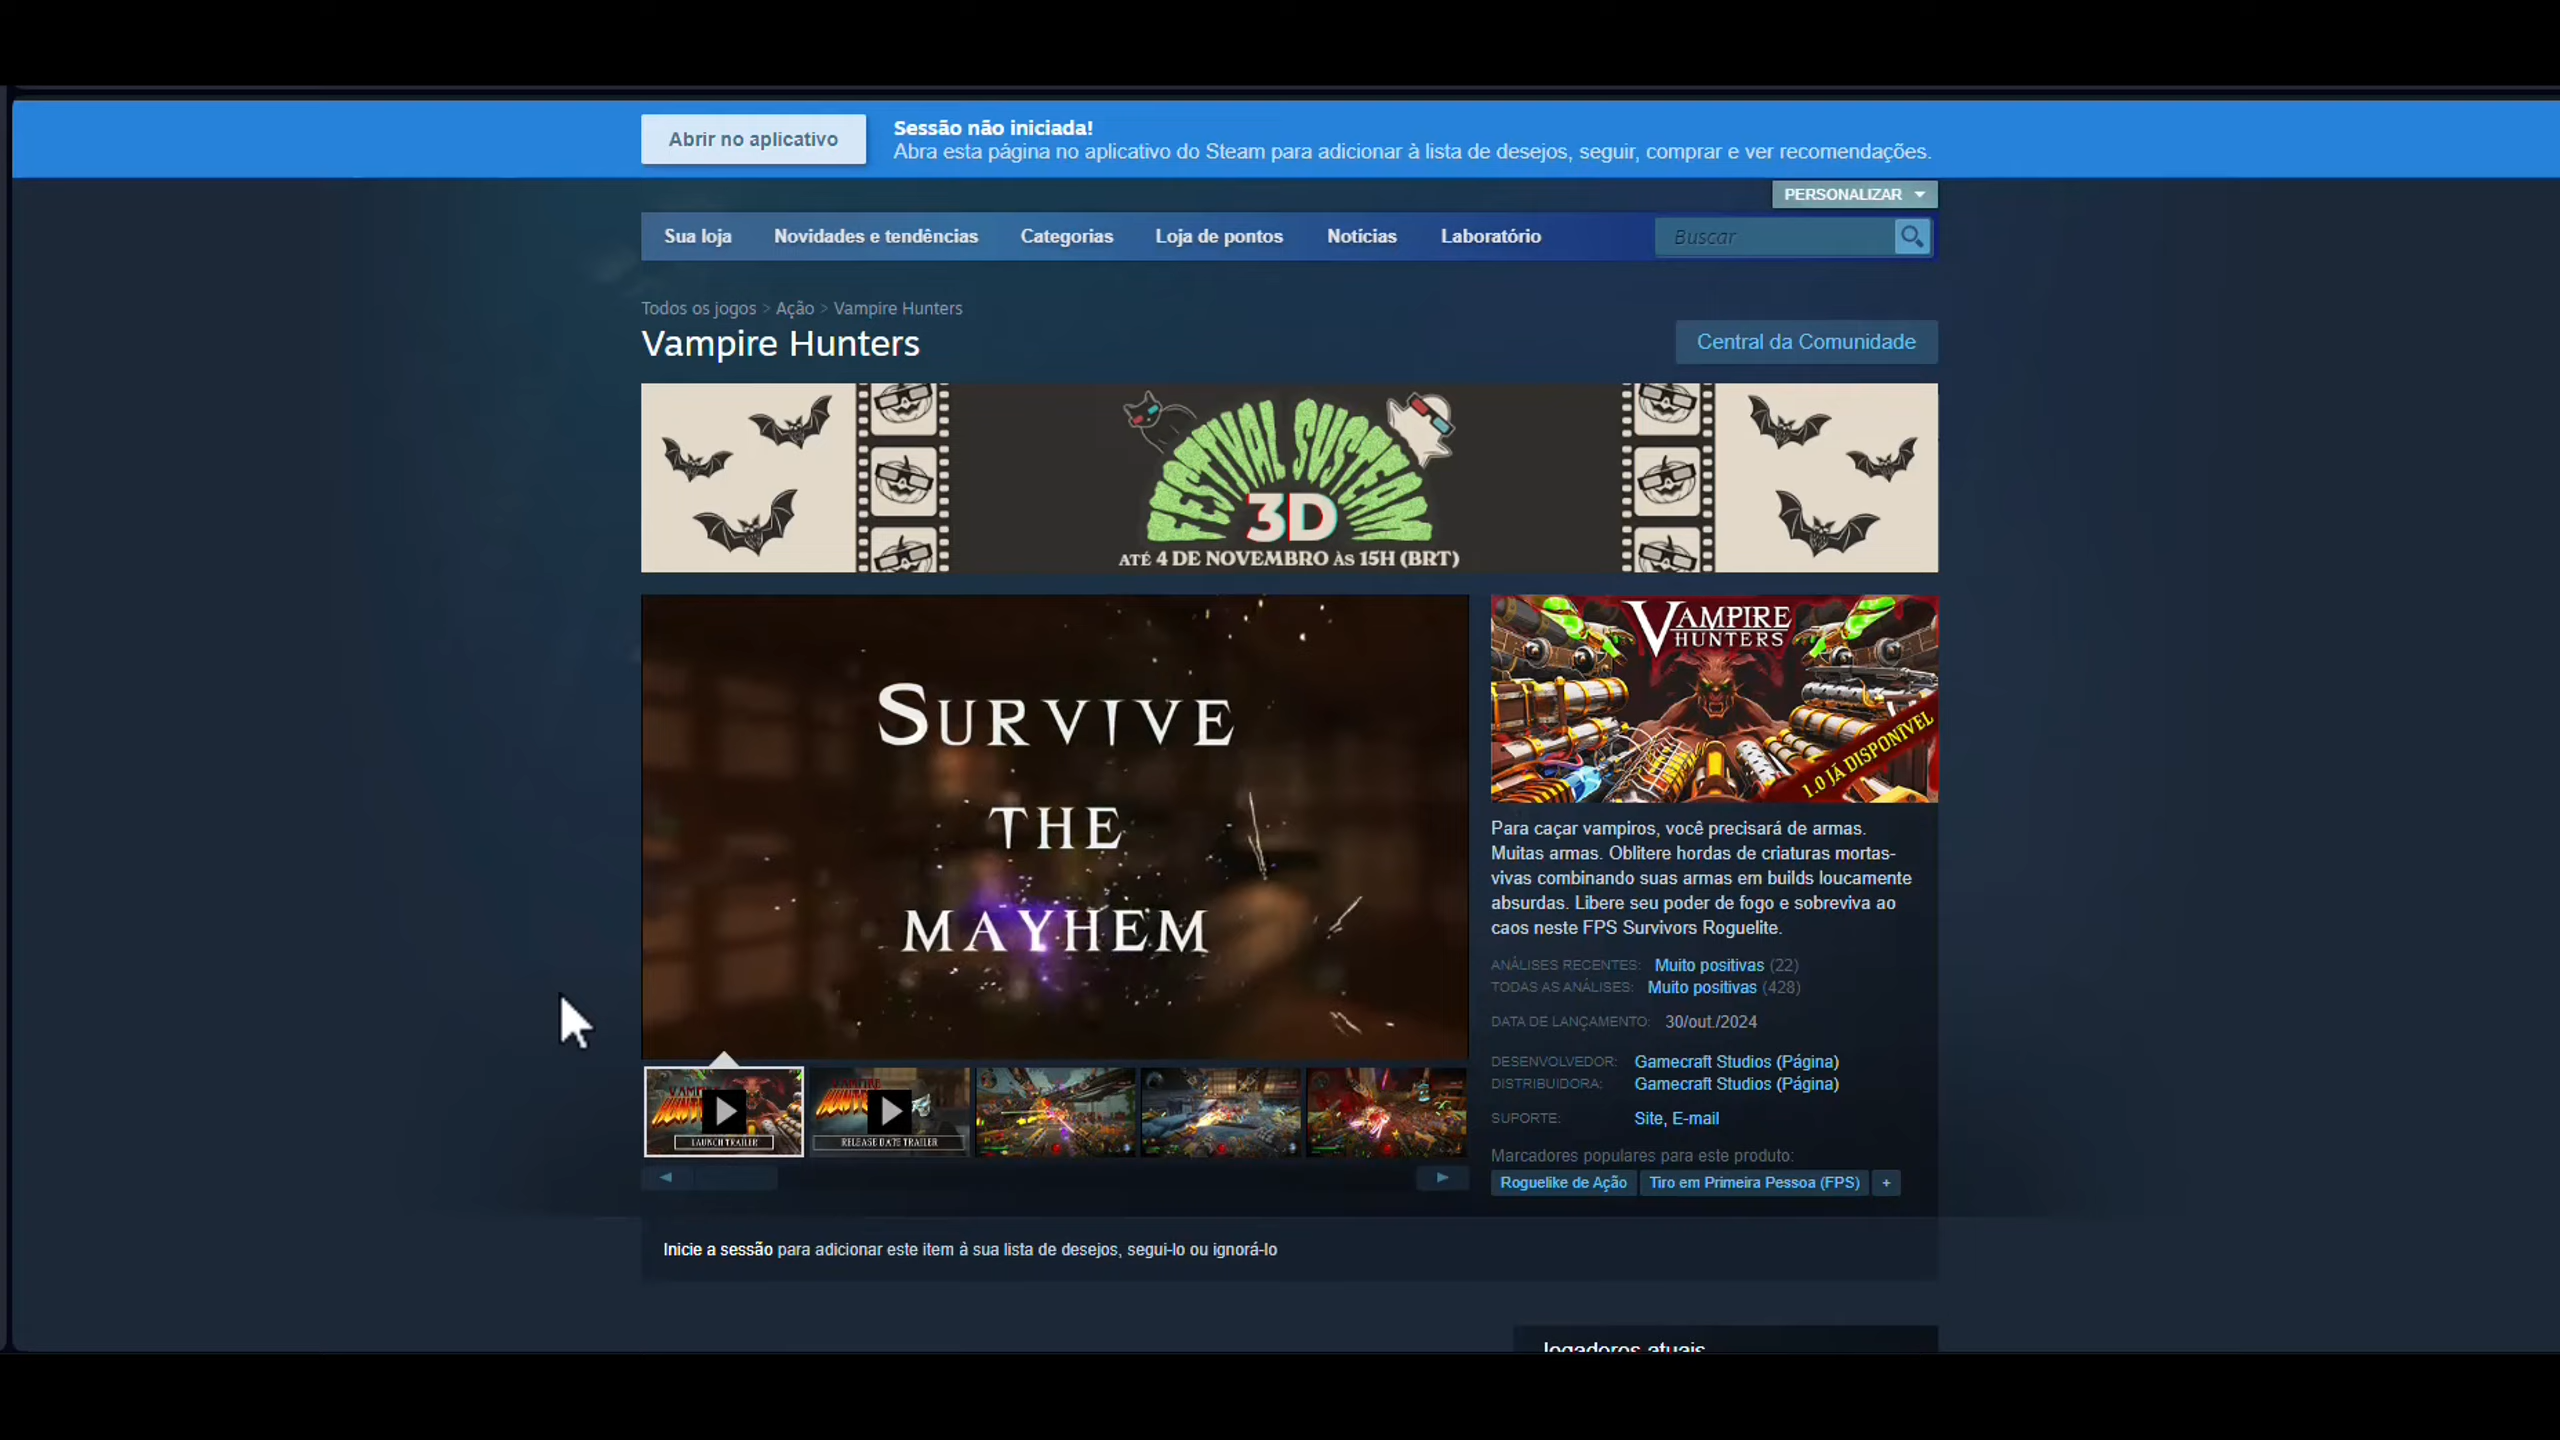 Abrir no aplicativo
Sessão não iniciada!
Abra esta página no aplicativo do Steam para adicionar à lista de desejos, seguir, comprar e ver recomendações.
PERSONALIZAR
Sua loja Novidades e tendências Categorias Loja de pontos Notícias Laboratório Buscar
Todos os jogos > Ação > Vampire Hunters
Vampire Hunters
Central da Comunidade
FESTIVAL SUSTEAM
3D
ATÉ 4 DE NOVEMBRO ÀS 15H (BRT)
SURVIVE
THE
MAYHEM
VAMPIRE
HUNTERS
1.0 JÁ DISPONÍVEL
Para caçar vampiros, você precisará de armas.
Muitas armas. Oblitere hordas de criaturas mortas-
vivas combinando suas armas em builds loucamente
absurdas. Libere seu poder de fogo e sobreviva ao
caos neste FPS Survivors Roguelite.
ANÁLISES RECENTES: Muito positivas (22)
TODAS AS ANÁLISES: Muito positivas (428)
DATA DE LANÇAMENTO: 30/out./2024
DESENVOLVEDOR: Gamecraft Studios (Página)
DISTRIBUIDORA: Gamecraft Studios (Página)
SUPORTE: Site, E-mail
Marcadores populares para este produto:
Roguelike de Ação Tiro em Primeira Pessoa (FPS) +
LAUNCH TRAILER
RELEASE DATE TRAILER
Inicie a sessão para adicionar este item à sua lista de desejos, segui-lo ou ignorá-lo
Jogadores atuais